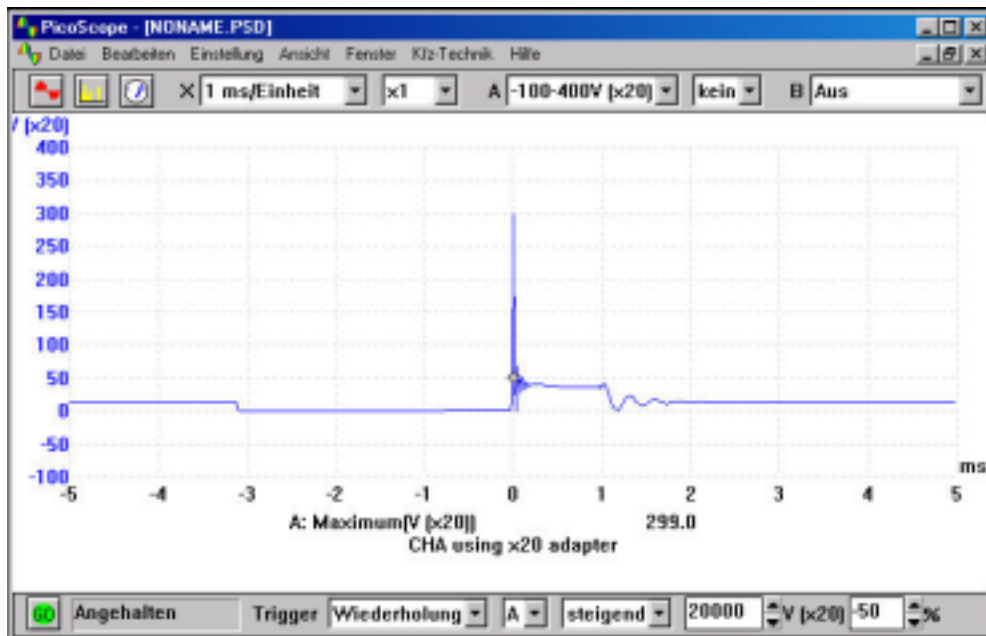 PicoScope - [NONAME.PSD]
Datei Bearbeiten Einstellung Ansicht Fenster Kfz-Technik Hilfe
X 1 ms/Einheit x1 A -100-400V (x20) kein B Aus
V (x20)
400
350
300
250
200
150
100
50
0
-50
-100
ms
-5 -4 -3 -2 -1 0 1 2 3 4 5
A: Maximum(V (x20)) 299.0
CHA using x20 adapter
GO Angehalten Trigger Wiederholung A steigend 20000 V (x20) -50 %